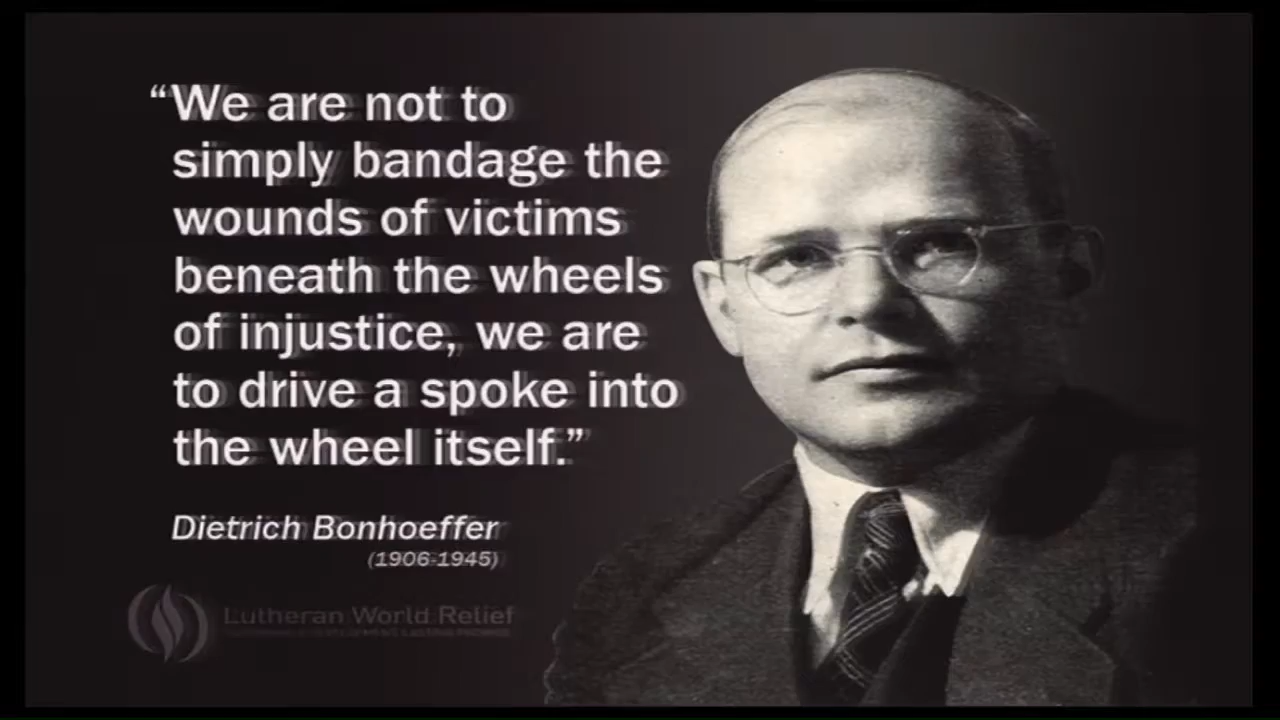 “We are not to
simply bandage the
wounds of victims
beneath the wheels
of injustice, we are
to drive a spoke into
the wheel itself.”
Dietrich Bonhoeffer
(1906-1945)
Lutheran World Relief